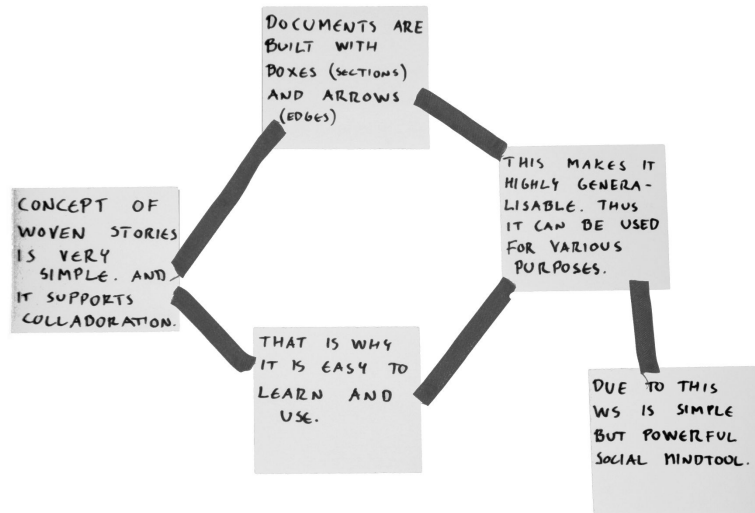 DOCUMENTS ARE
BUILT WITH
BOXES (SECTIONS)
AND ARROWS
(EDGES)
CONCEPT OF
WOVEN STORIES
IS VERY
SIMPLE. AND
IT SUPPORTS
COLLABORATION.
THAT IS WHY
IT IS EASY TO
LEARN AND
USE.
THIS MAKES IT
HIGHLY GENERA-
LISABLE. THUS
IT CAN BE USED
FOR VARIOUS
PURPOSES.
DUE TO THIS
WS IS SIMPLE
BUT POWERFUL
SOCIAL MINDTOOL.